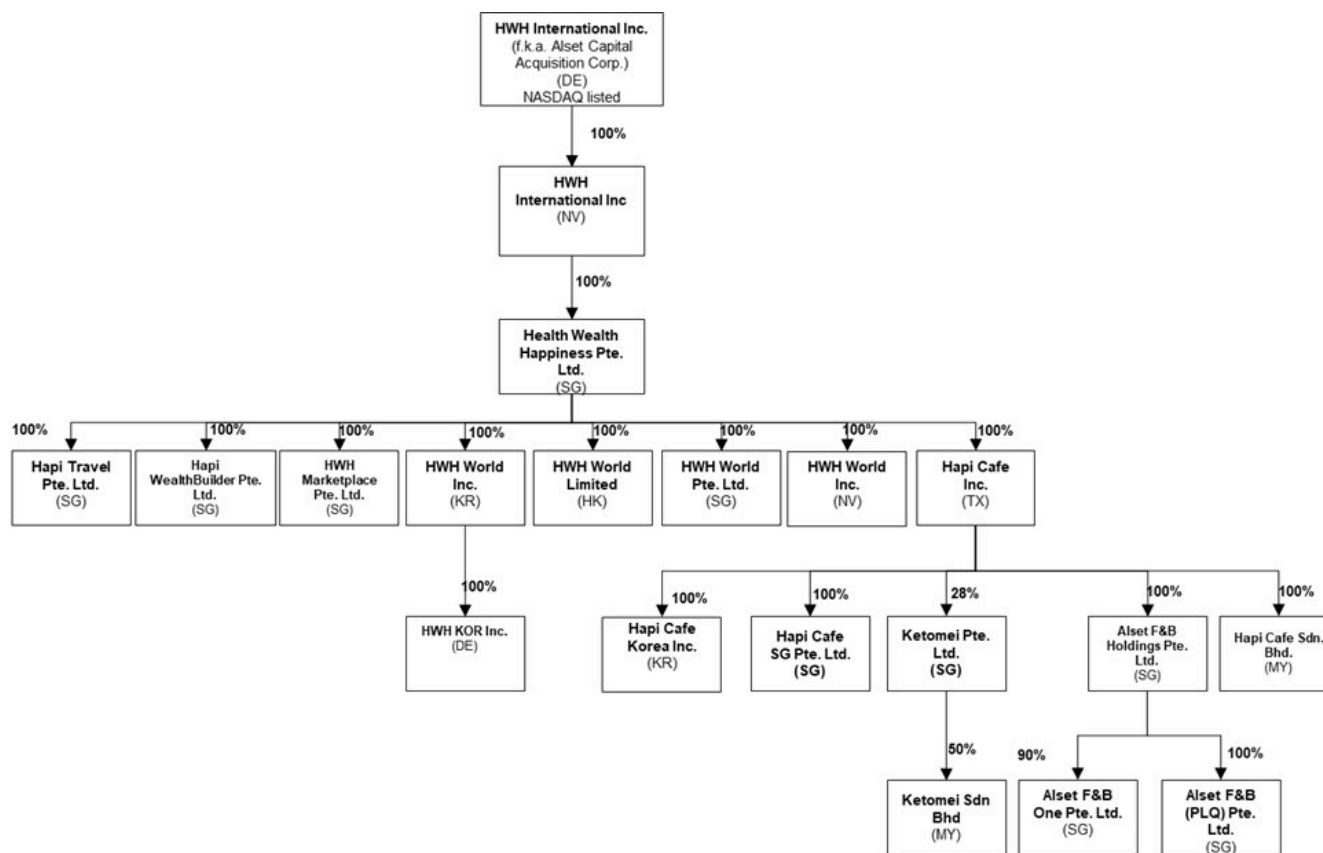 HWH International Inc.
(f.k.a. Alset Capital
Acquisition Corp.)
(DE)
NASDAQ listed
100%
HWH
International Inc
(NV)
100%
Health Wealth
Happiness Pte.
Ltd.
(SG)
100%
100%
100%
100%
100%
100%
100%
100%
Hapi Travel
Pte. Ltd.
(SG)
Hapi
WealthBuilder Pte.
Ltd.
(SG)
HWH
Marketplace
Pte. Ltd.
(SG)
HWH World
Inc.
(KR)
HWH World
Limited
(HK)
HWH World
Pte. Ltd.
(SG)
HWH World
Inc.
(NV)
Hapi Cafe
Inc.
(TX)
100%
100%
100%
28%
100%
100%
HWH KOR Inc.
(DE)
Hapi Cafe
Korea Inc.
(KR)
Hapi Cafe
SG Pte. Ltd.
(SG)
Ketomei Pte.
Ltd.
(SG)
Alset F&B
Holdings Pte.
Ltd.
(SG)
Hapi Cafe Sdn.
Bhd.
(MY)
50%
90%
100%
Ketomei Sdn
Bhd
(MY)
Alset F&B
One Pte. Ltd.
(SG)
Alset F&B
(PLQ) Pte.
Ltd.
(SG)